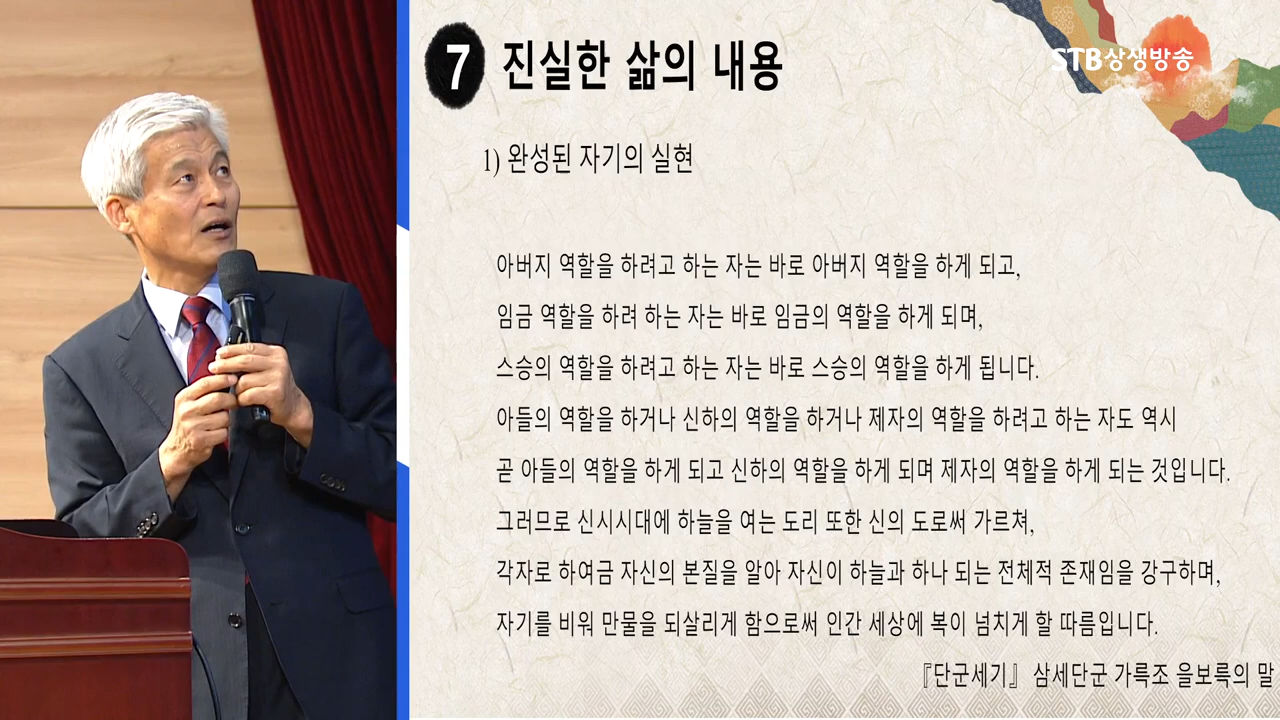 7 진실한 삶의 내용
STB상생방송
1) 완성된 자기의 실현
아버지 역할을 하려고 하는 자는 바로 아버지 역할을 하게 되고,
임금 역할을 하려 하는 자는 바로 임금의 역할을 하게 되며,
스승의 역할을 하려고 하는 자는 바로 스승의 역할을 하게 됩니다.
아들의 역할을 하거나 신하의 역할을 하거나 제자의 역할을 하려고 하는 자도 역시
곧 아들의 역할을 하게 되고 신하의 역할을 하게 되며 제자의 역할을 하게 되는 것입니다.
그러므로 신시시대에 하늘을 여는 도리 또한 신의 도로써 가르쳐,
각자로 하여금 자신의 본질을 알아 자신이 하늘과 하나 되는 전체적 존재임을 강구하며,
자기를 비워 만물을 되살리게 함으로써 인간 세상에 복이 넘치게 할 따름입니다.
『단군세기』 삼세단군 가륵조 을보륵의 말